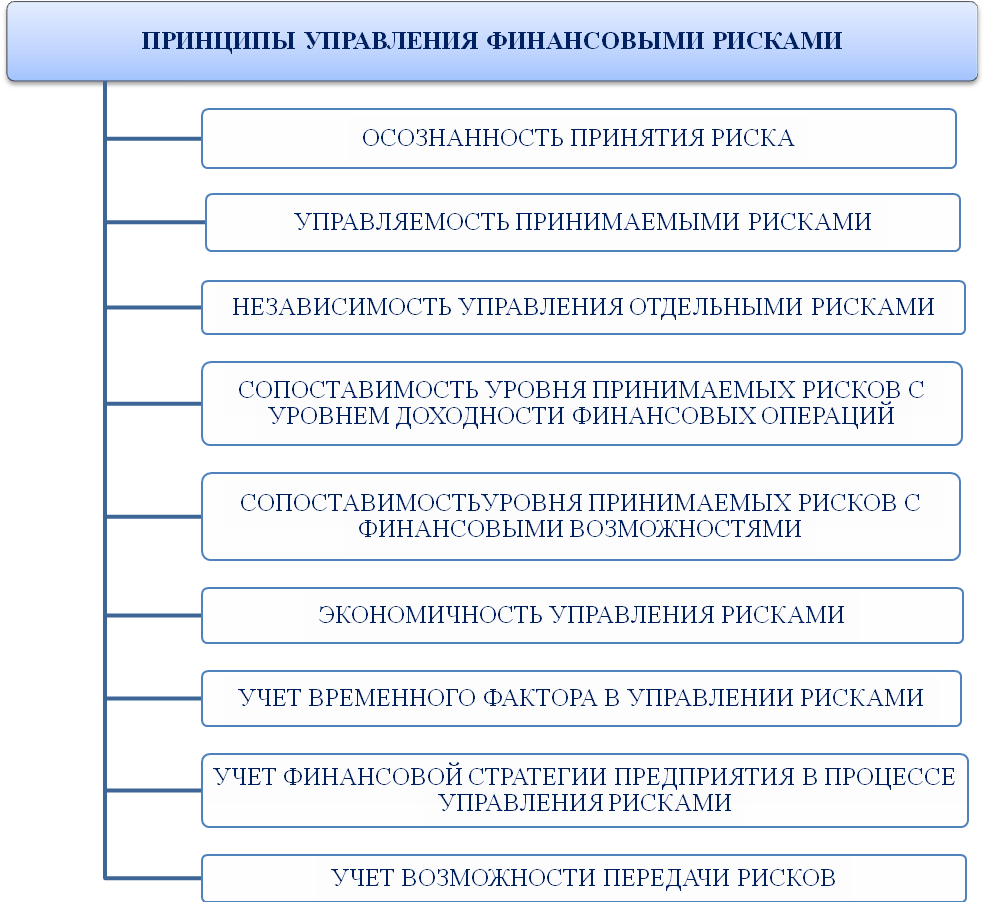 ПРИНЦИПЫ УПРАВЛЕНИЯ ФИНАНСОВЫМИ РИСКАМИ
ОСОЗНАННОСТЬ ПРИНЯТИЯ РИСКА
УПРАВЛЯЕМОСТЬ ПРИНИМАЕМЫМИ РИСКАМИ
НЕЗАВИСИМОСТЬ УПРАВЛЕНИЯ ОТДЕЛЬНЫМИ РИСКАМИ
СОПОСТАВИМОСТЬ УРОВНЯ ПРИНИМАЕМЫХ РИСКОВ С
УРОВНЕМ ДОХОДНОСТИ ФИНАНСОВЫХ ОПЕРАЦИЙ
СОПОСТАВИМОСТЬУРОВНЯ ПРИНИМАЕМЫХ РИСКОВ С
ФИНАНСОВЫМИ ВОЗМОЖНОСТЯМИ
ЭКОНОМИЧНОСТЬ УПРАВЛЕНИЯ РИСКАМИ
УЧЕТ ВРЕМЕННОГО ФАКТОРА В УПРАВЛЕНИИ РИСКАМИ
УЧЕТ ФИНАНСОВОЙ СТРАТЕГИИ ПРЕДПРИЯТИЯ В ПРОЦЕССЕ
УПРАВЛЕНИЯ РИСКАМИ
УЧЕТ ВОЗМОЖНОСТИ ПЕРЕДАЧИ РИСКОВ